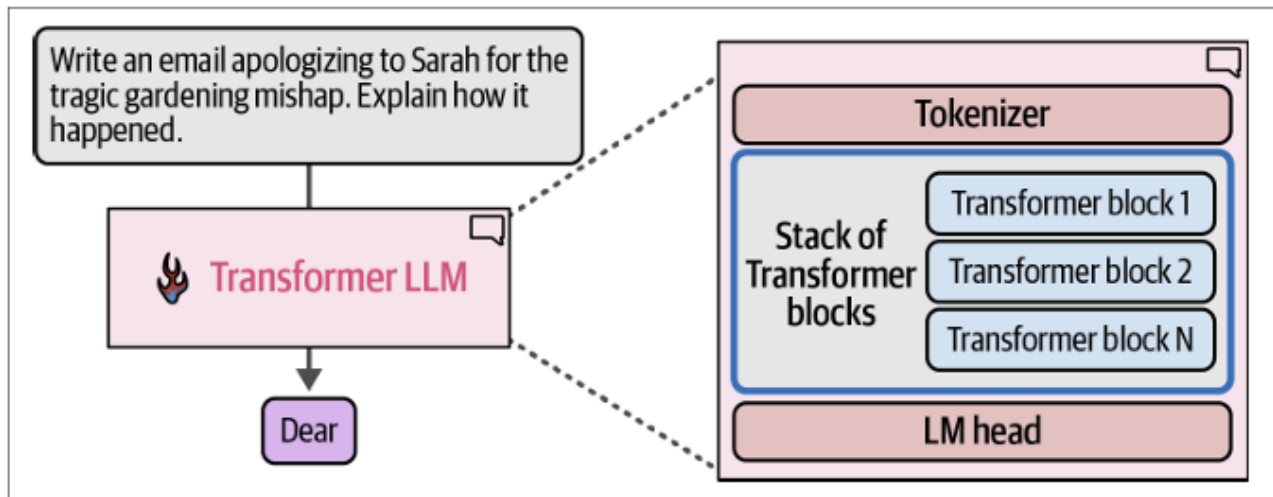 Write an email apologizing to Sarah for the
tragic gardening mishap. Explain how it
happened.
Transformer LLM
Dear
Tokenizer
Stack of
Transformer
blocks
Transformer block 1
Transformer block 2
Transformer block N
LM head